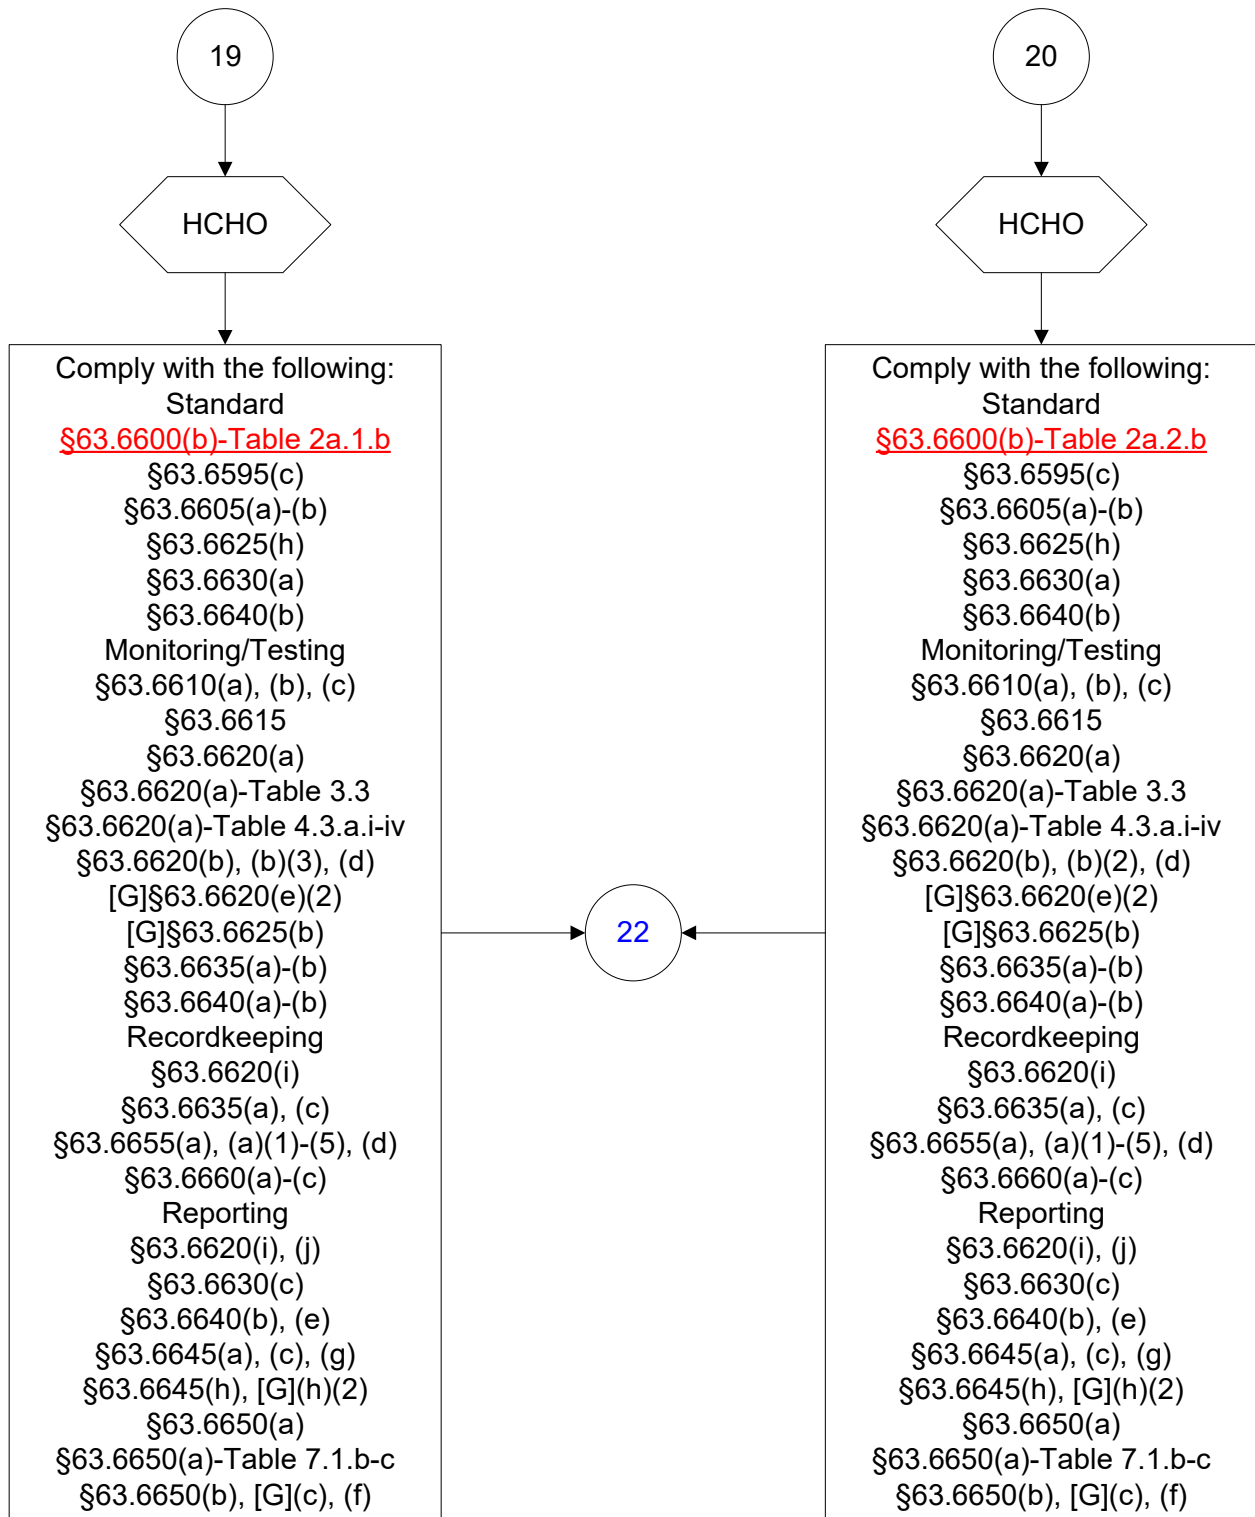 19
HCHO
Comply with the following:
Standard
§63.6600(b)-Table 2a.1.b
§63.6595(c)
§63.6605(a)-(b)
§63.6625(h)
§63.6630(a)
§63.6640(b)
Monitoring/Testing
§63.6610(a), (b), (c)
§63.6615
§63.6620(a)
§63.6620(a)-Table 3.3
§63.6620(a)-Table 4.3.a.i-iv
§63.6620(b), (b)(3), (d)
[G]§63.6620(e)(2)
[G]§63.6625(b)
§63.6635(a)-(b)
§63.6640(a)-(b)
Recordkeeping
§63.6620(i)
§63.6635(a), (c)
§63.6655(a), (a)(1)-(5), (d)
§63.6660(a)-(c)
Reporting
§63.6620(i), (j)
§63.6630(c)
§63.6640(b), (e)
§63.6645(a), (c), (g)
§63.6645(h), [G](h)(2)
§63.6650(a)
§63.6650(a)-Table 7.1.b-c
§63.6650(b), [G](c), (f)
22
20
HCHO
Comply with the following:
Standard
§63.6600(b)-Table 2a.2.b
§63.6595(c)
§63.6605(a)-(b)
§63.6625(h)
§63.6630(a)
§63.6640(b)
Monitoring/Testing
§63.6610(a), (b), (c)
§63.6615
§63.6620(a)
§63.6620(a)-Table 3.3
§63.6620(a)-Table 4.3.a.i-iv
§63.6620(b), (b)(2), (d)
[G]§63.6620(e)(2)
[G]§63.6625(b)
§63.6635(a)-(b)
§63.6640(a)-(b)
Recordkeeping
§63.6620(i)
§63.6635(a), (c)
§63.6655(a), (a)(1)-(5), (d)
§63.6660(a)-(c)
Reporting
§63.6620(i), (j)
§63.6630(c)
§63.6640(b), (e)
§63.6645(a), (c), (g)
§63.6645(h), [G](h)(2)
§63.6650(a)
§63.6650(a)-Table 7.1.b-c
§63.6650(b), [G](c), (f)